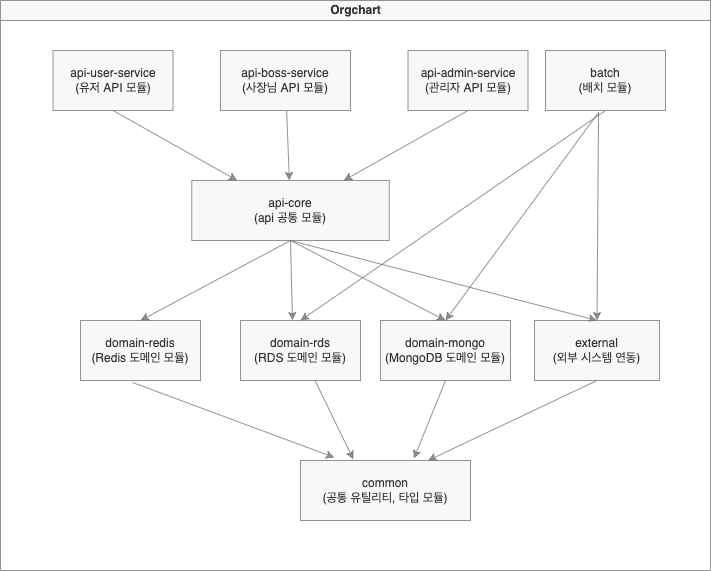 Orgchart
api-user-service
(유저 API 모듈)
api-boss-service
(사장님 API 모듈)
api-admin-service
(관리자 API 모듈)
batch
(배치 모듈)
api-core
(api 공통 모듈)
domain-redis
(Redis 도메인 모듈)
domain-rds
(RDS 도메인 모듈)
domain-mongo
(MongoDB 도메인 모듈)
external
(외부 시스템 연동)
common
(공통 유틸리티, 타입 모듈)